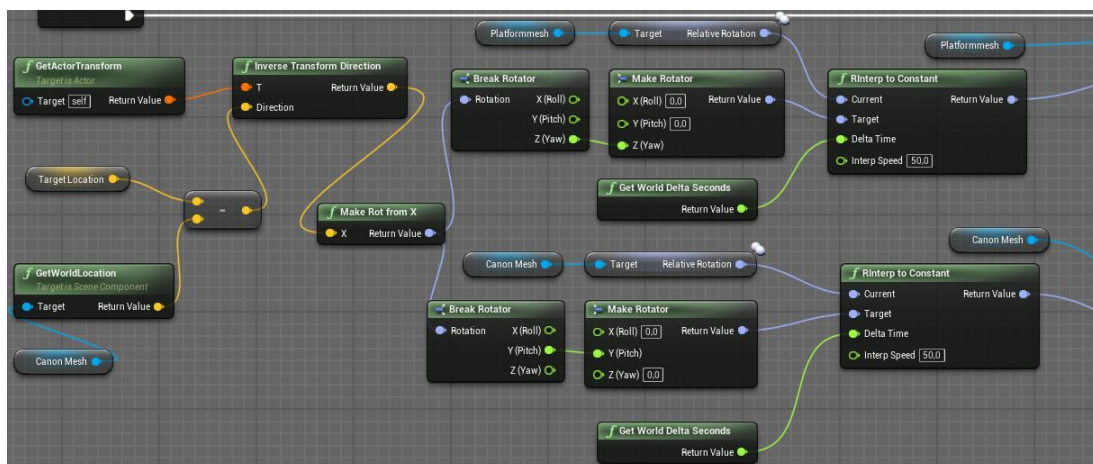 Platformmesh
Target Relative Rotation
Platformmesh
f GetActorTransform
Target is Actor
Target self Return Value
f Inverse Transform Direction
T Return Value
Direction
Break Rotator
Rotation X (Roll)
Y (Pitch)
Z (Yaw)
Make Rotator
X (Roll) 0,0 Return Value
Y (Pitch) 0,0
Z (Yaw)
f RInterp to Constant
Current Return Value
Target
Delta Time
Interp Speed 50,0
Target Location
-
f Get World Delta Seconds
Return Value
f Make Rot from X
X Return Value
f GetWorldLocation
Target is Scene Component
Target Return Value
Canon Mesh
Canon Mesh
Target Relative Rotation
Canon Mesh
Break Rotator
Rotation X (Roll)
Y (Pitch)
Z (Yaw)
Make Rotator
X (Roll) 0,0 Return Value
Y (Pitch)
Z (Yaw) 0,0
f RInterp to Constant
Current Return Value
Target
Delta Time
Interp Speed 50,0
f Get World Delta Seconds
Return Value